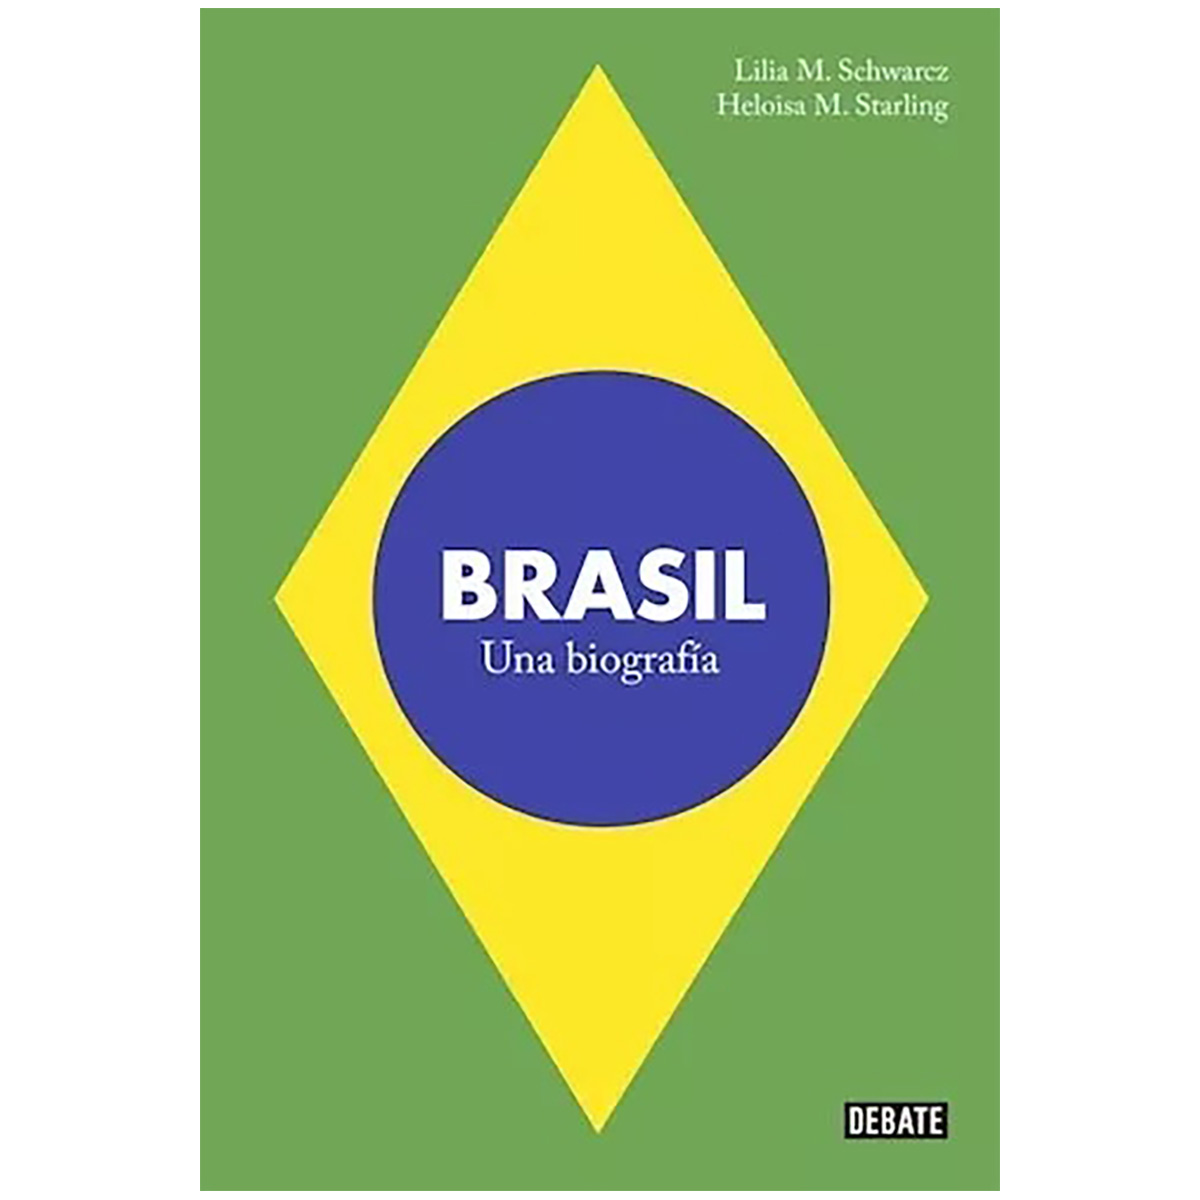 Lilia M. Schwarcz
Heloisa M. Starling
BRASIL
Una biografía
DEBATE